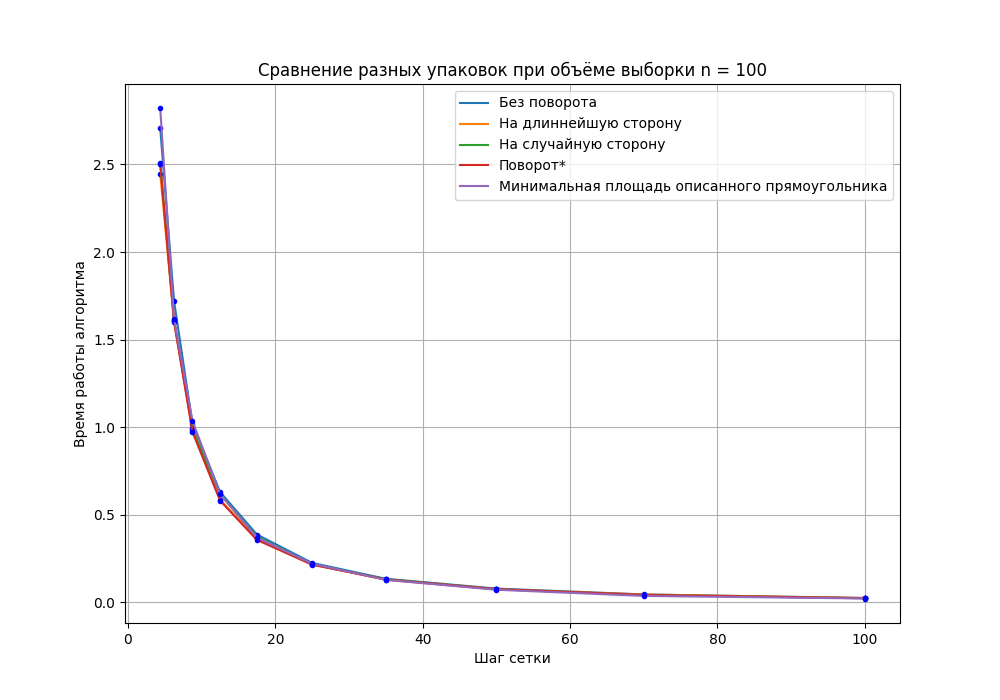 Сравнение разных упаковок при объёме выборки n = 100
Без поворота
На длиннейшую сторону
На случайную сторону
Поворот*
Минимальная площадь описанного прямоугольника
Время работы алгоритма
2.5
2.0
1.5
1.0
0.5
0.0
0 20 40 60 80 100
Шаг сетки